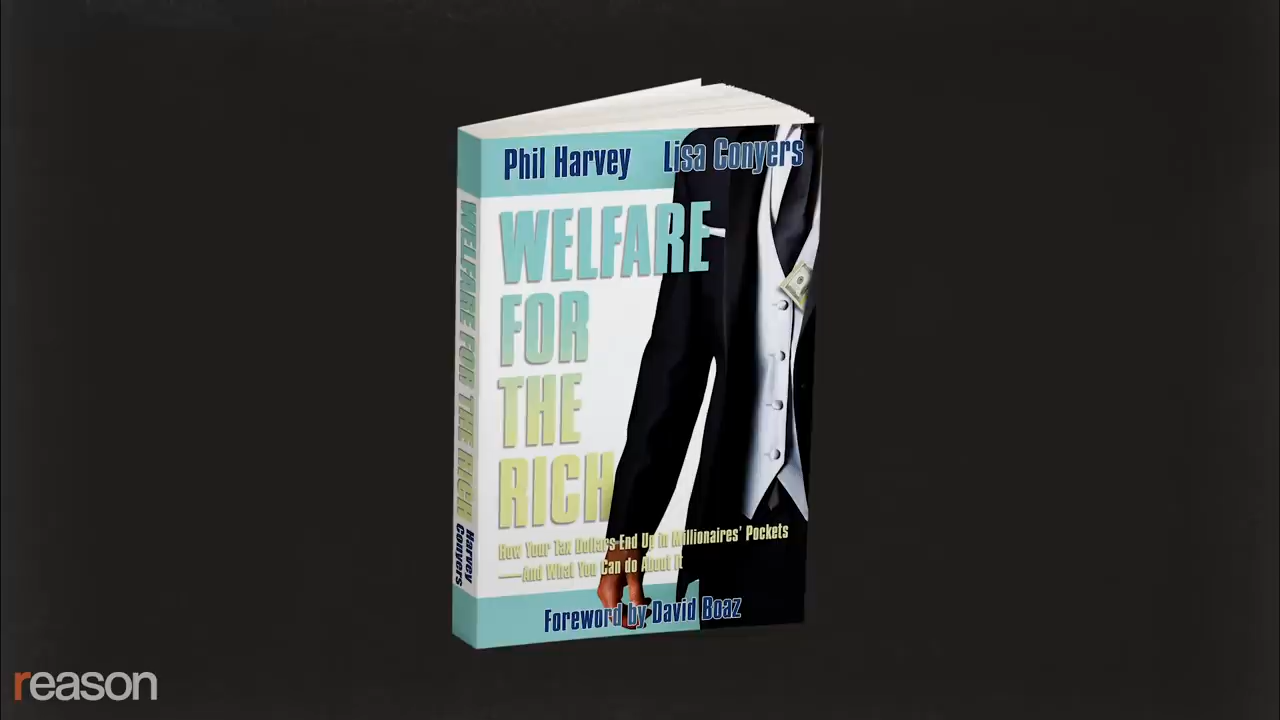 Phil Harvey Lisa Conyers
WELFARE
FOR
THE
RICH
How Your Tax Dollars End Up In Millionaires' Pockets
—And What You Can do About It
Foreword by David Boaz
WELFARE FOR THE RICH
Harvey
Conyers
reason